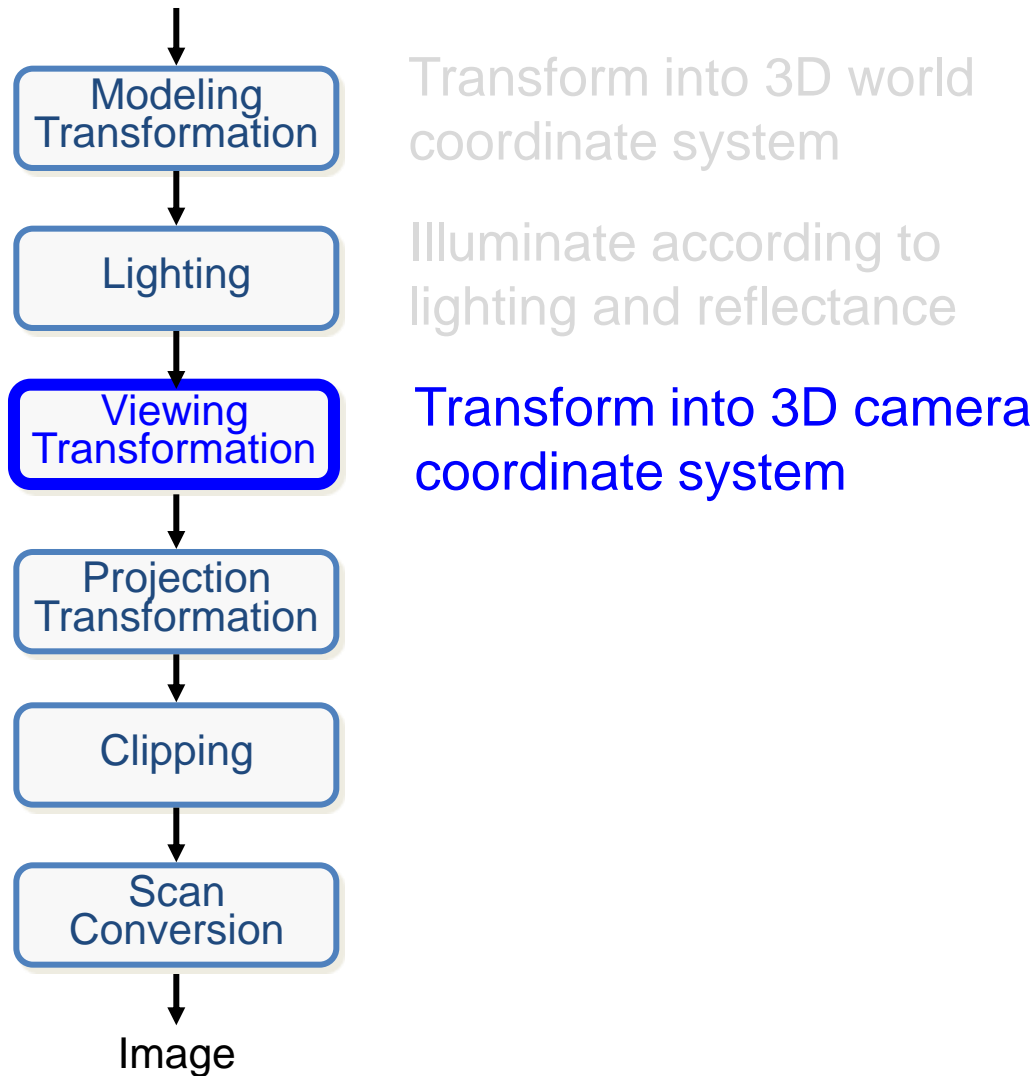 Modeling
Transformation
Transform into 3D world
coordinate system
Lighting
Illuminate according to
lighting and reflectance
Viewing
Transformation
Transform into 3D camera
coordinate system
Projection
Transformation
Clipping
Scan
Conversion
Image